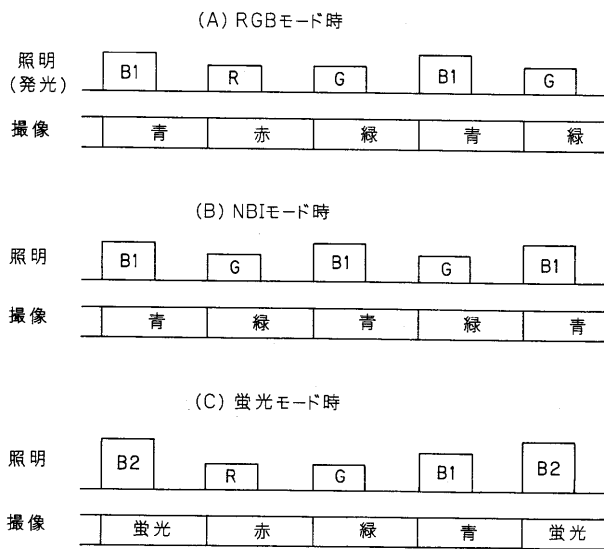 (A) RGBモード時
照明
(発光)
B1 R G B1 G
撮像
青 赤 緑 青 緑
(B) NBIモード時
照明
B1 G B1 G B1
撮像
青 緑 青 緑 青
(C) 蛍光モード時
照明
B2 R G B1 B2
撮像
蛍光 赤 緑 青 蛍光